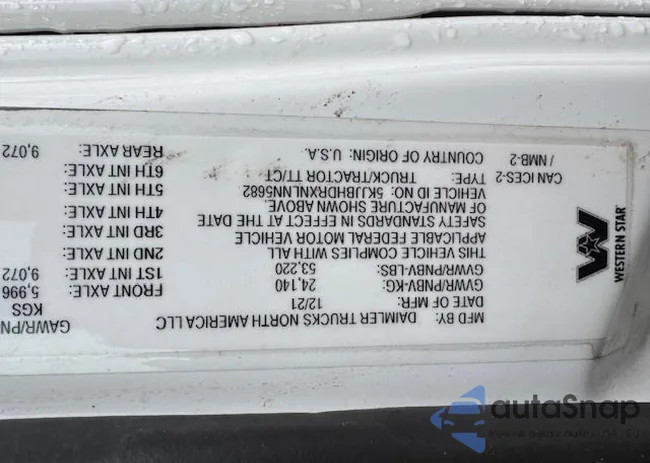 WESTERN STAR
MFD BY: DAIMLER TRUCKS NORTH AMERICA LLC
DATE OF MFR: 12/21
GVWR/PNBV-KG: 24,140
GVWR/PNBV-LBS: 53,220
THIS VEHICLE COMPLIES WITH ALL
APPLICABLE FEDERAL MOTOR VEHICLE
SAFETY STANDARDS IN EFFECT AT THE DATE
OF MANUFACTURE SHOWN ABOVE.
VEHICLE ID NO: 5KJJBHDRXNLNN5682
TYPE: TRUCK/TRACTOR TT/CT
COUNTRY OF ORIGIN: U.S.A.
CAN ICES-2
/ NMB-2
GAWR/PN
KGS
FRONT AXLE: 5,996
1ST INT AXLE: 9,072
2ND INT AXLE:
3RD INT AXLE:
4TH INT AXLE:
5TH INT AXLE:
6TH INT AXLE:
REAR AXLE: 9,072
autoSnap